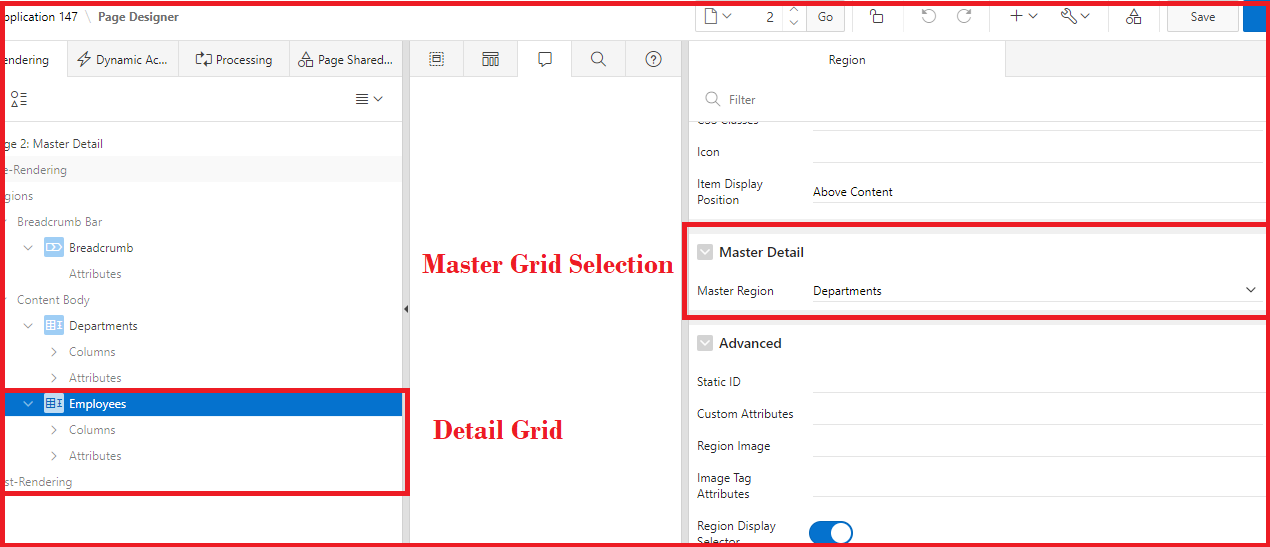 pplication 147 \ Page Designer
2 Go Save
endering Dynamic Ac... Processing Page Shared...
Region
Filter
ge 2: Master Detail
e-Rendering
gions
Breadcrumb Bar
Breadcrumb
Attributes
Content Body
Departments
Columns
Attributes
Employees
Columns
Attributes
st-Rendering
Master Grid Selection
Detail Grid
CSS Classes
Icon
Item Display
Position
Above Content
Master Detail
Master Region Departments
Advanced
Static ID
Custom Attributes
Region Image
Image Tag
Attributes
Region Display
Selector